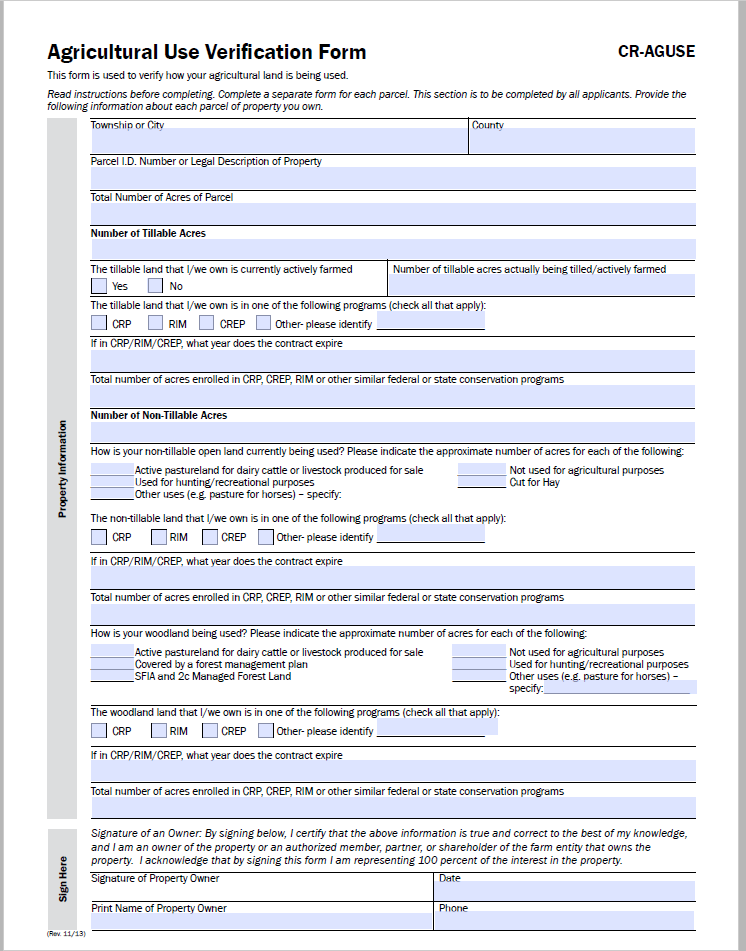 Agricultural Use Verification Form
CR-AGUSE
This form is used to verify how your agricultural land is being used.
Read instructions before completing. Complete a separate form for each parcel. This section is to be completed by all applicants. Provide the
following information about each parcel of property you own.
Property Information
Township or City
County
Parcel I.D. Number or Legal Description of Property
Total Number of Acres of Parcel
Number of Tillable Acres
The tillable land that I/we own is currently actively farmed
Yes No
Number of tillable acres actually being tilled/actively farmed
The tillable land that I/we own is in one of the following programs (check all that apply):
CRP RIM CREP Other- please identify
If in CRP/RIM/CREP, what year does the contract expire
Total number of acres enrolled in CRP, CREP, RIM or other similar federal or state conservation programs
Number of Non-Tillable Acres
How is your non-tillable open land currently being used? Please indicate the approximate number of acres for each of the following:
Active pastureland for dairy cattle or livestock produced for sale
Not used for agricultural purposes
Used for hunting/recreational purposes
Cut for Hay
Other uses (e.g. pasture for horses) – specify:
The non-tillable land that I/we own is in one of the following programs (check all that apply):
CRP RIM CREP Other- please identify
If in CRP/RIM/CREP, what year does the contract expire
Total number of acres enrolled in CRP, CREP, RIM or other similar federal or state conservation programs
How is your woodland being used? Please indicate the approximate number of acres for each of the following:
Active pastureland for dairy cattle or livestock produced for sale
Not used for agricultural purposes
Covered by a forest management plan
Used for hunting/recreational purposes
SFIA and 2c Managed Forest Land
Other uses (e.g. pasture for horses) –
specify:
The woodland land that I/we own is in one of the following programs (check all that apply):
CRP RIM CREP Other- please identify
If in CRP/RIM/CREP, what year does the contract expire
Total number of acres enrolled in CRP, CREP, RIM or other similar federal or state conservation programs
Sign Here
Signature of an Owner: By signing below, I certify that the above information is true and correct to the best of my knowledge,
and I am an owner of the property or an authorized member, partner, or shareholder of the farm entity that owns the
property. I acknowledge that by signing this form I am representing 100 percent of the interest in the property.
Signature of Property Owner
Date
Print Name of Property Owner
Phone
(Rev. 11/13)